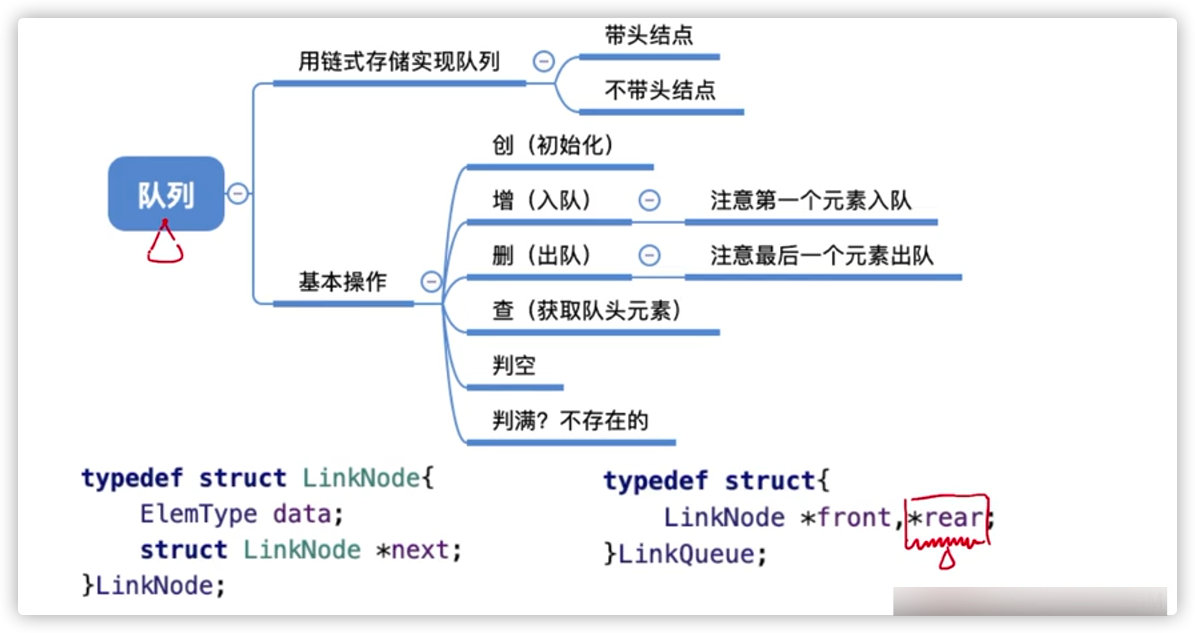 带头结点
用链式存储实现队列
不带头结点
创（初始化）
队列
增（入队）
注意第一个元素入队
删（出队）
注意最后一个元素出队
基本操作
查（获取队头元素）
判空
判满？不存在的
typedef struct LinkNode{
ElemType data;
struct LinkNode *next;
}LinkNode;
typedef struct{
LinkNode *front,*rear;
}LinkQueue;